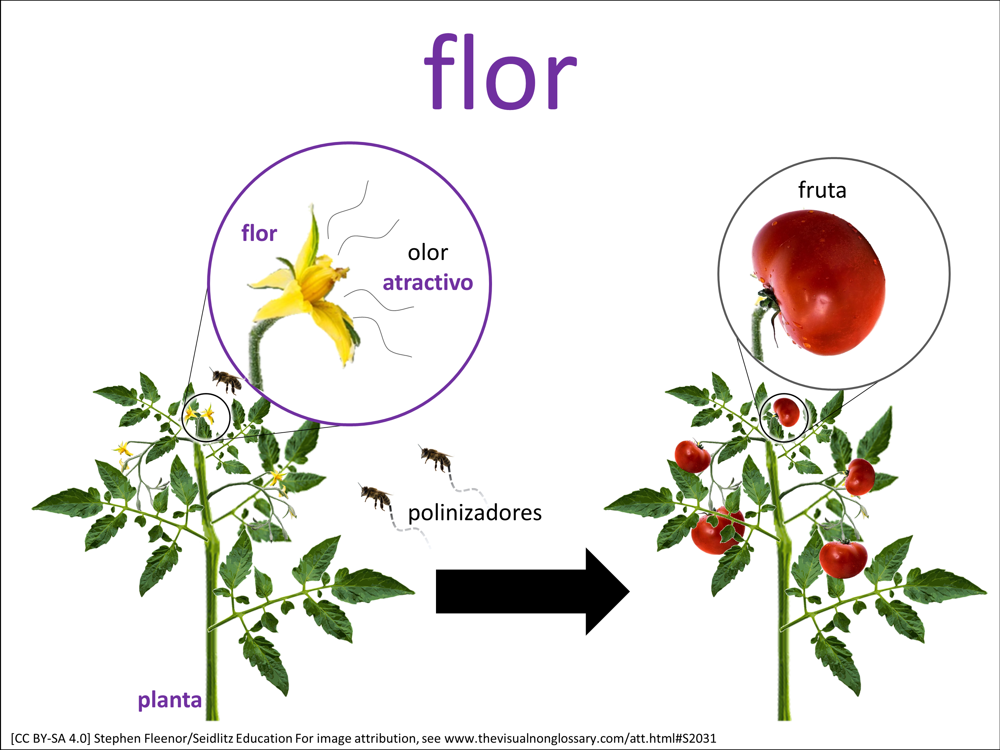 flor
flor
olor
atractivo
fruta
polinizadores
planta
[CC BY-SA 4.0] Stephen Fleenor/Seidlitz Education For image attribution, see www.thevisualnonglossary.com/att.html#S2031